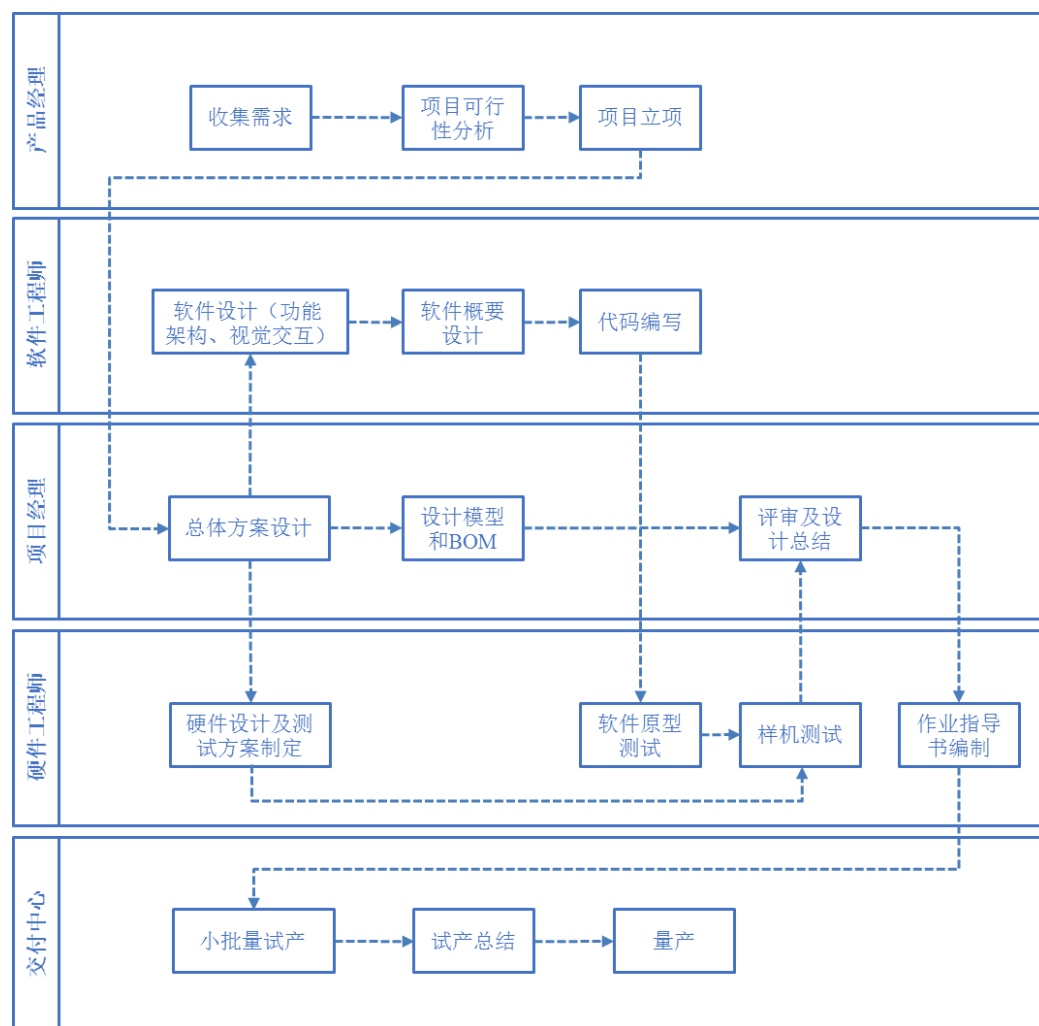 产品经理
收集需求
项目可行
性分析
项目立项
软件工程师
软件设计（功能
架构、视觉交互）
软件概要
设计
代码编写
项目经理
总体方案设计
设计模型
和BOM
评审及设
计总结
硬件工程师
硬件设计及测
试方案制定
软件原型
测试
样机测试
作业指导
书编制
交付中心
小批量试产
试产总结
量产